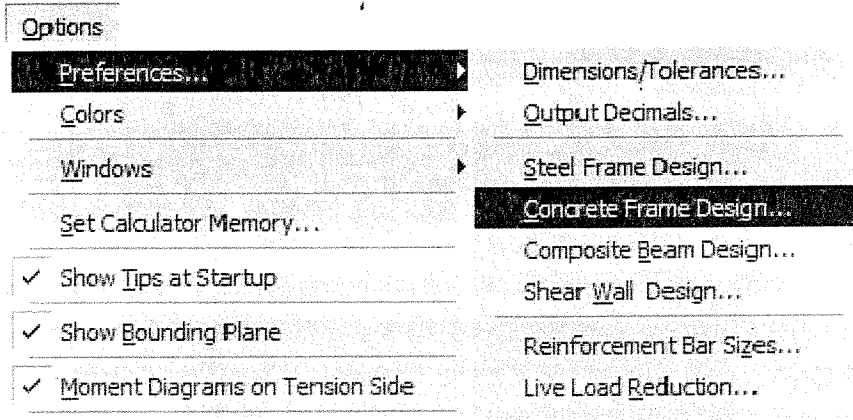 Options
Preferences...
Colors
Windows
Set Calculator Memory...
Show Tips at Startup
Show Bounding Plane
Moment Diagrams on Tension Side
Dimensions/Tolerances...
Output Decimals...
Steel Frame Design...
Concrete Frame Design...
Composite Beam Design...
Shear Wall Design...
Reinforcement Bar Sizes...
Live Load Reduction...